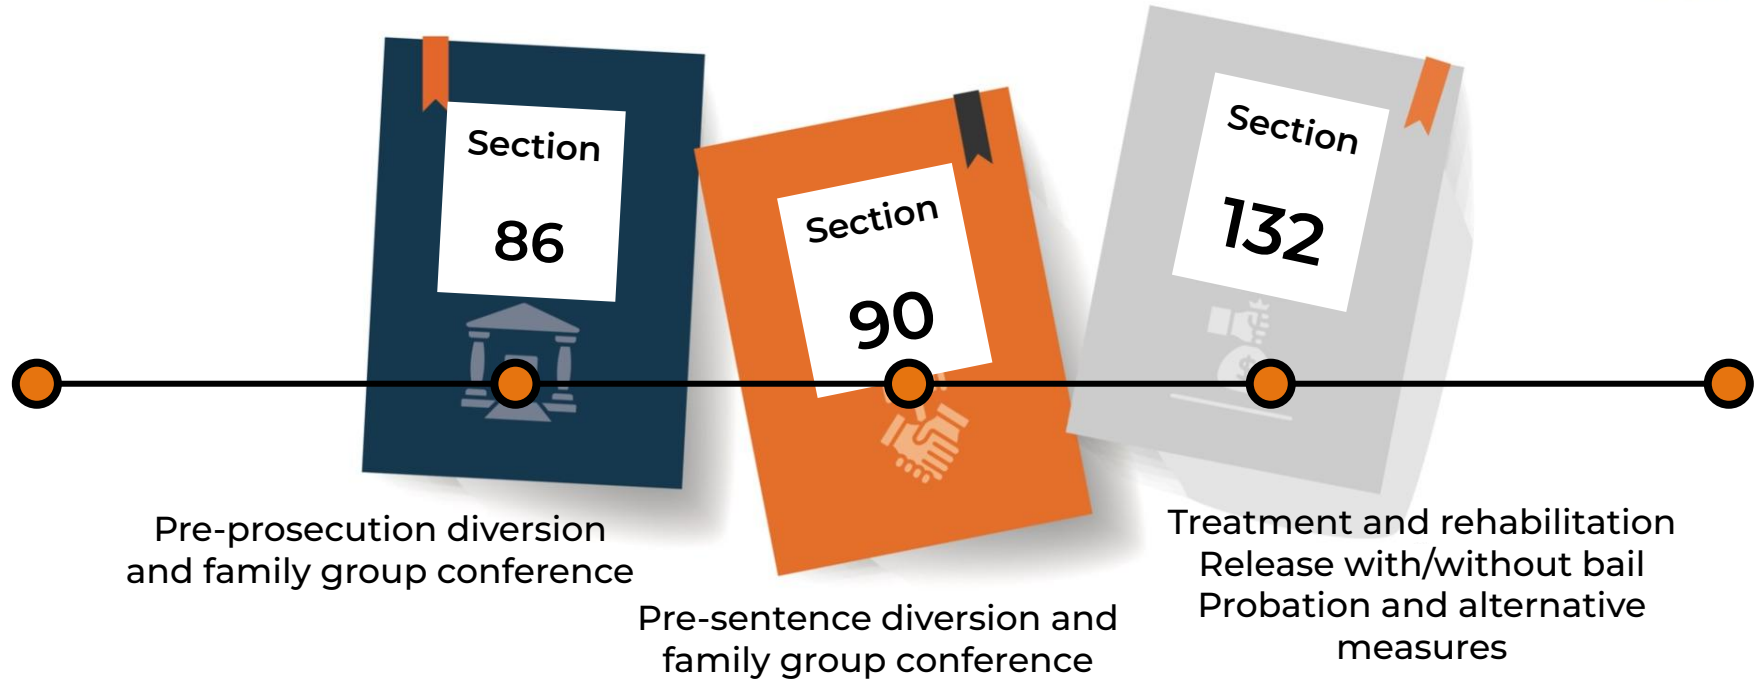 Section
86
Section
90
Section
132
Pre-prosecution diversion
and family group conference
Pre-sentence diversion and
family group conference
Treatment and rehabilitation
Release with/without bail
Probation and alternative
measures